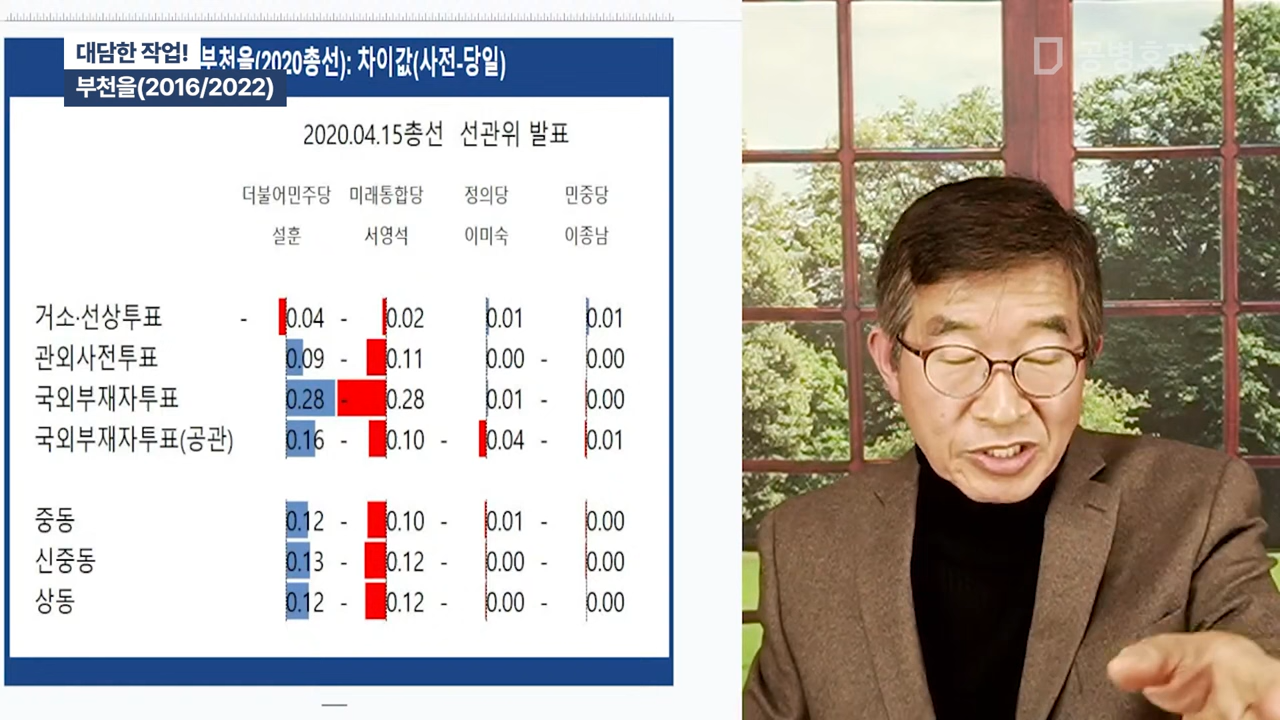 대담한 작업!
부천을(2016/2022)
부천을(2020총선): 차이값(사전-당일)
공병호
2020.04.15총선 선관위 발표
더불어민주당 미래통합당 정의당 민중당
설훈 서영석 이미숙 이종남
거소·선상투표 - 0.04 - 0.02 0.01 0.01
관외사전투표 0.09 - 0.11 0.00 - 0.00
국외부재자투표 0.28 - 0.28 0.01 - 0.00
국외부재자투표(공관) 0.16 - 0.10 - 0.04 - 0.01
중동 0.12 - 0.10 - 0.01 - 0.00
신중동 0.13 - 0.12 - 0.00 - 0.00
상동 0.12 - 0.12 - 0.00 - 0.00